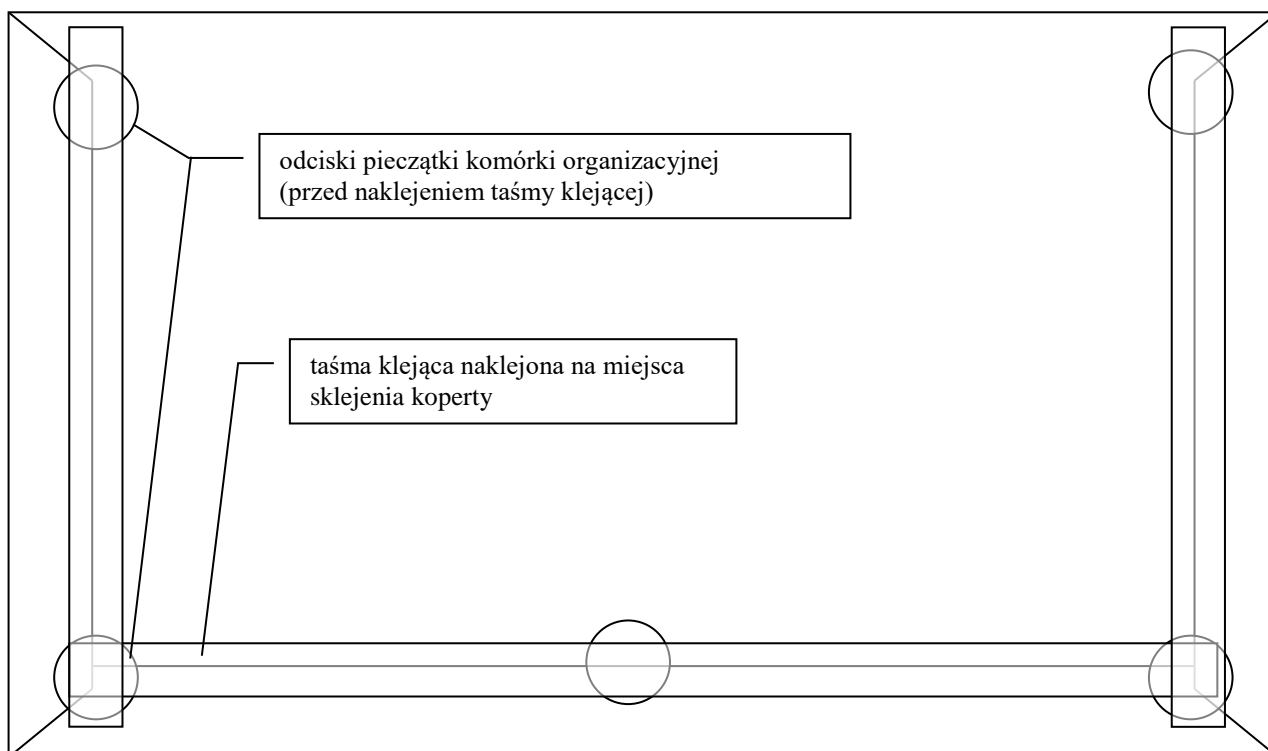 odciski pieczątki komórki organizacyjnej
(przed naklejeniem taśmy klejącej)
taśma klejąca naklejona na miejsca
sklejenia koperty